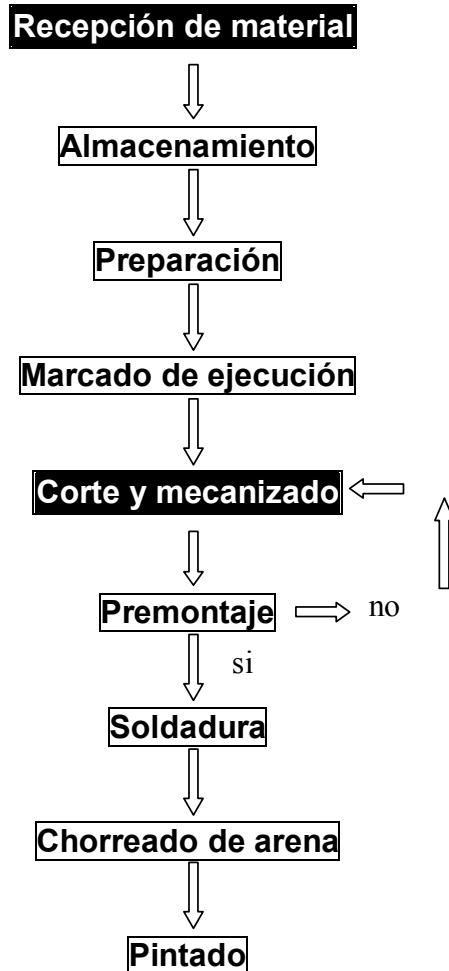 Recepción de material
Almacenamiento
Preparación
Marcado de ejecución
Corte y mecanizado
Premontaje
no
si
Soldadura
Chorreado de arena
Pintado